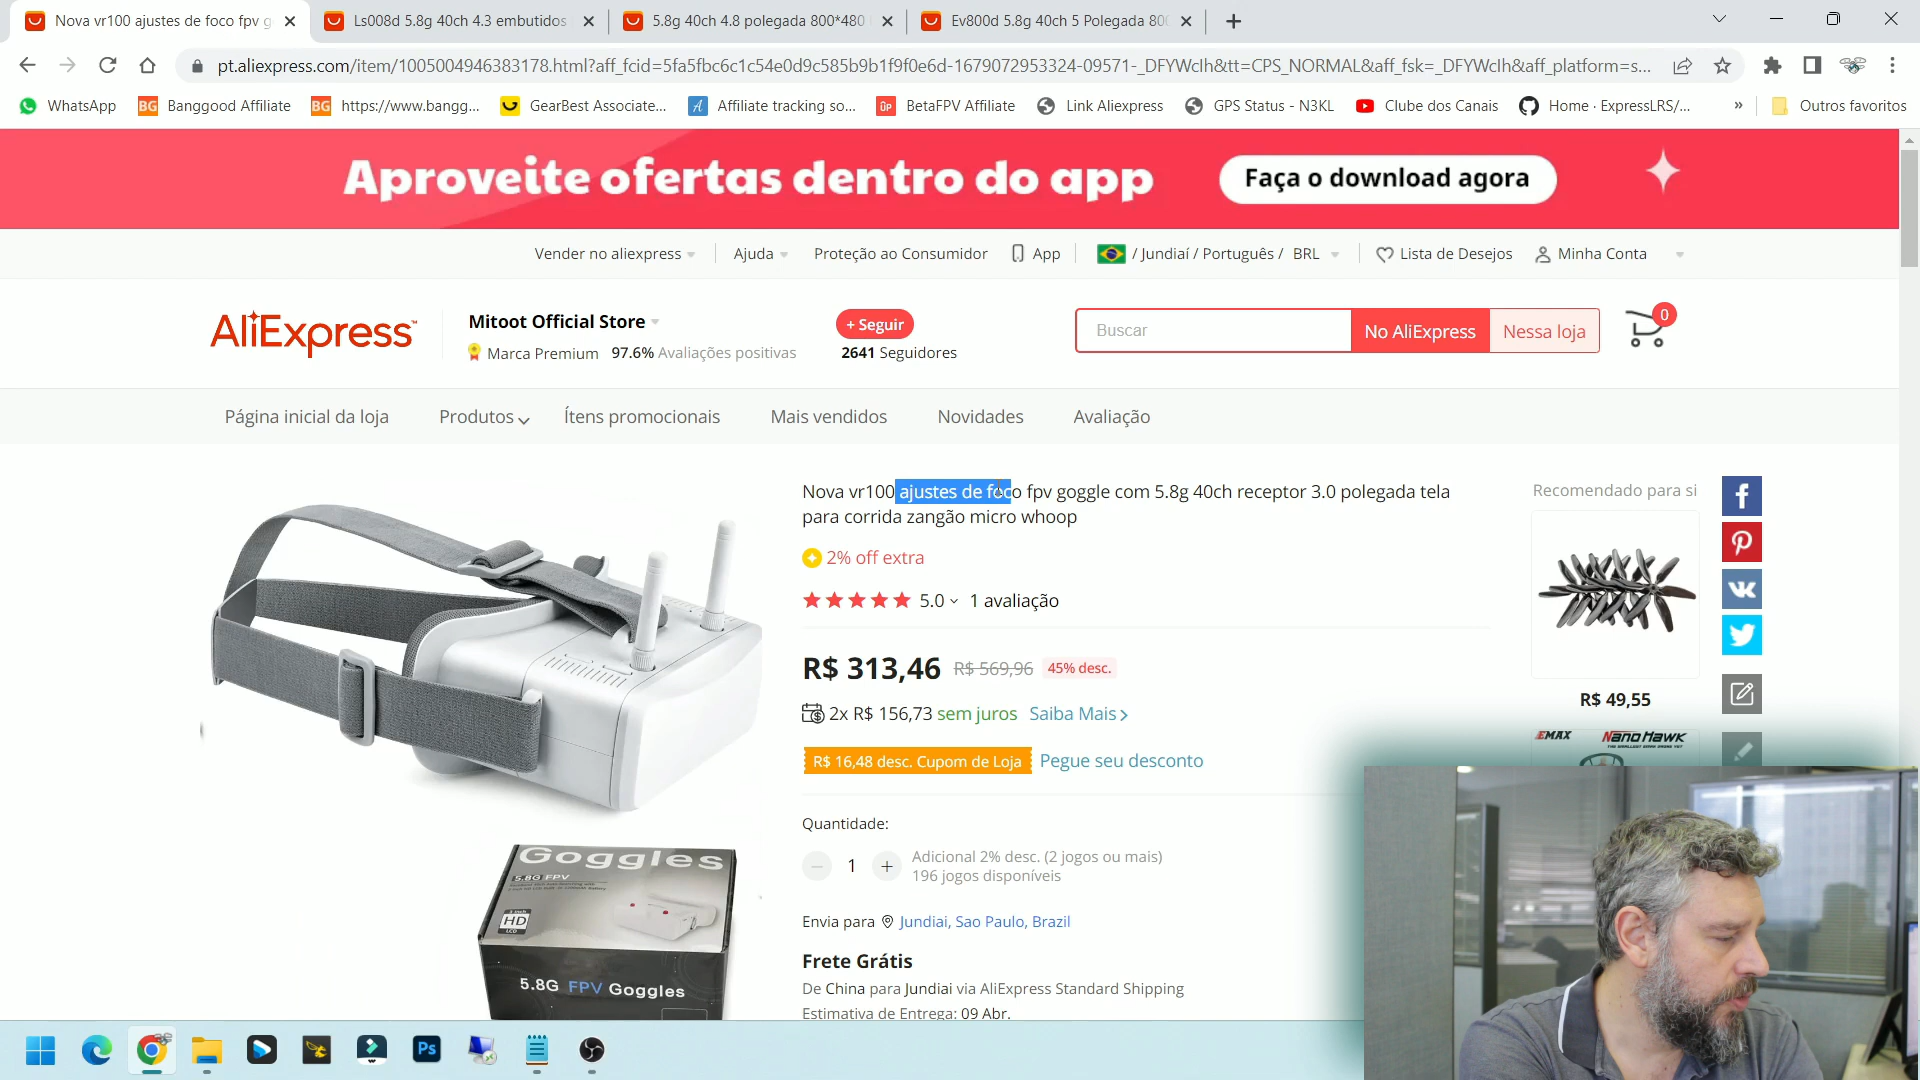 Nova vr100 ajustes de foco fpv g
Ls008d 5.8g 40ch 4.3 embutidos
5.8g 40ch 4.8 polegada 800*480
Ev800d 5.8g 40ch 5 Polegada 80
pt.aliexpress.com/item/1005004946383178.html?aff_fcid=5fa5fbc6c1c54e0d9c585b9b1f9f0e6d-1679072953324-09571-_DFYWcIh&tt=CPS_NORMAL&aff_fsk=_DFYWcIh&aff_platform=s...
WhatsApp
BG Banggood Affiliate
BG https://www.bangg...
GearBest Associate...
Affiliate tracking so...
BetaFPV Affiliate
Link Aliexpress
GPS Status - N3KL
Clube dos Canais
Home · ExpressLRS/...
»
Outros favoritos
Aproveite ofertas dentro do app
Faça o download agora
Vender no aliexpress
Ajuda
Proteção ao Consumidor
App
/ Jundiaí / Português / BRL
Lista de Desejos
Minha Conta
AliExpress™
Mitoot Official Store
Marca Premium 97.6% Avaliações positivas
+ Seguir
2641 Seguidores
Buscar
No AliExpress
Nessa loja
0
Página inicial da loja
Produtos
Ítens promocionais
Mais vendidos
Novidades
Avaliação
Nova vr100 ajustes de foco fpv goggle com 5.8g 40ch receptor 3.0 polegada tela
para corrida zangão micro whoop
2% off extra
5.0 1 avaliação
R$ 313,46 R$ 569,96 45% desc.
2x R$ 156,73 sem juros Saiba Mais
R$ 16,48 desc. Cupom de Loja Pegue seu desconto
Quantidade:
− 1 +
Adicional 2% desc. (2 jogos ou mais)
196 jogos disponíveis
Envia para Jundiai, Sao Paulo, Brazil
Frete Grátis
De China para Jundiai via AliExpress Standard Shipping
Estimativa de Entrega: 09 Abr.
Recomendado para si
R$ 49,55
EMAX NanoHawk
Goggles
5.8G FPV
HD
LCD
5.8G FPV Goggles
Ps